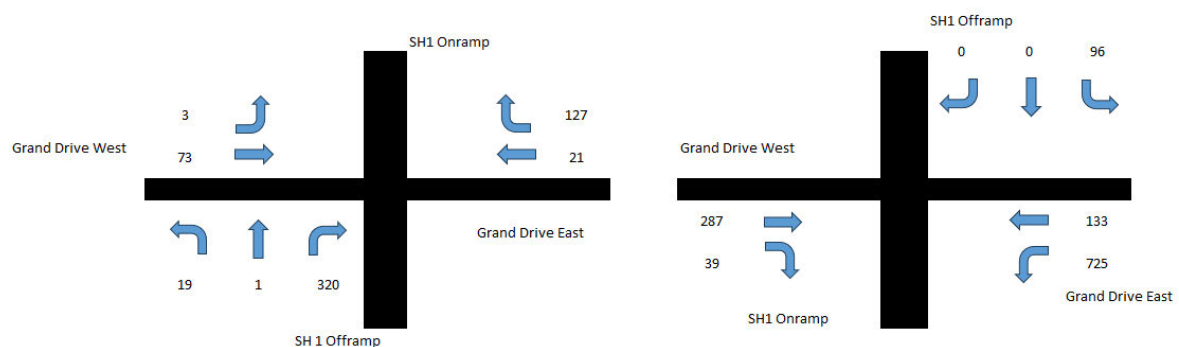 SH1 Onramp
3
127
Grand Drive West
73
21
Grand Drive East
19
1
320
SH 1 Offramp
SH1 Offramp
0
0
96
Grand Drive West
287
133
39
725
Grand Drive East
SH1 Onramp